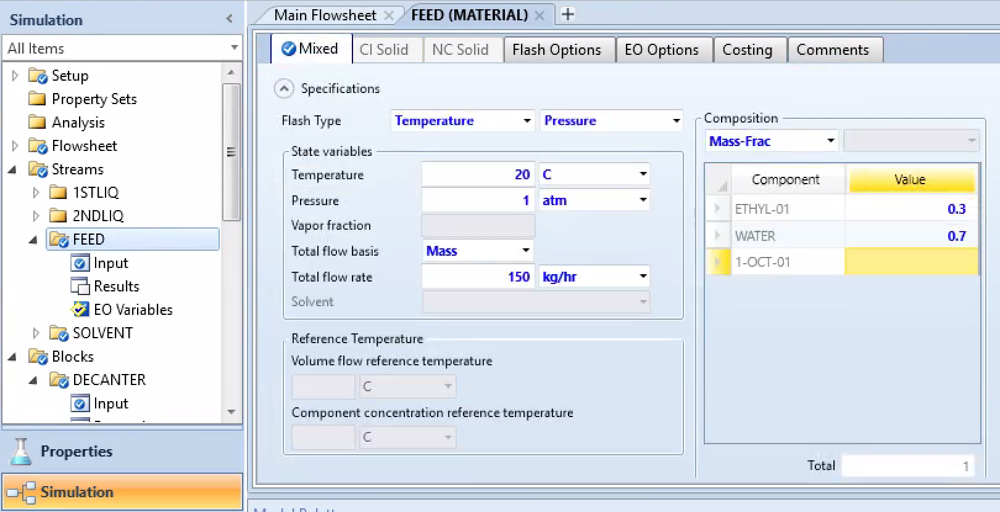 Simulation
All Items
Setup
Property Sets
Analysis
Flowsheet
Streams
1STLIQ
2NDLIQ
FEED
Input
Results
EO Variables
SOLVENT
Blocks
DECANTER
Input
Properties
Simulation
Main Flowsheet
FEED (MATERIAL)
Mixed
CI Solid
NC Solid
Flash Options
EO Options
Costing
Comments
Specifications
Flash Type
Temperature
Pressure
State variables
Temperature 20 C
Pressure 1 atm
Vapor fraction
Total flow basis Mass
Total flow rate 150 kg/hr
Solvent
Reference Temperature
Volume flow reference temperature
C
Component concentration reference temperature
C
Composition
Mass-Frac
Component Value
ETHYL-01 0.3
WATER 0.7
1-OCT-01
Total 1